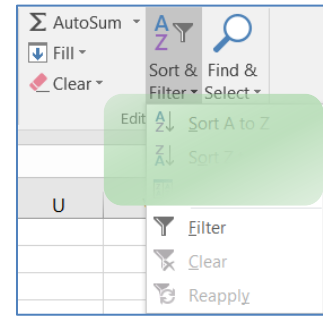 Σ AutoSum
Fill
Clear
Sort &
Filter
Find &
Select
Edit
Sort A to Z
Sort Z
U
Filter
Clear
Reapply